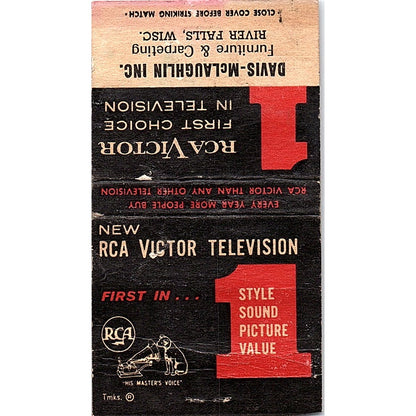 • CLOSE COVER BEFORE STRIKING MATCH •
DAVIS-McLAUGHLIN INC.
Furniture & Carpeting
RIVER FALLS, WISC.
1
RCA VICTOR
FIRST CHOICE
IN TELEVISION
EVERY YEAR MORE PEOPLE BUY
RCA VICTOR THAN ANY OTHER TELEVISION
NEW
RCA VICTOR TELEVISION
FIRST IN . . .
1
STYLE
SOUND
PICTURE
VALUE
RCA
"HIS MASTER'S VOICE"
Tmks. ®